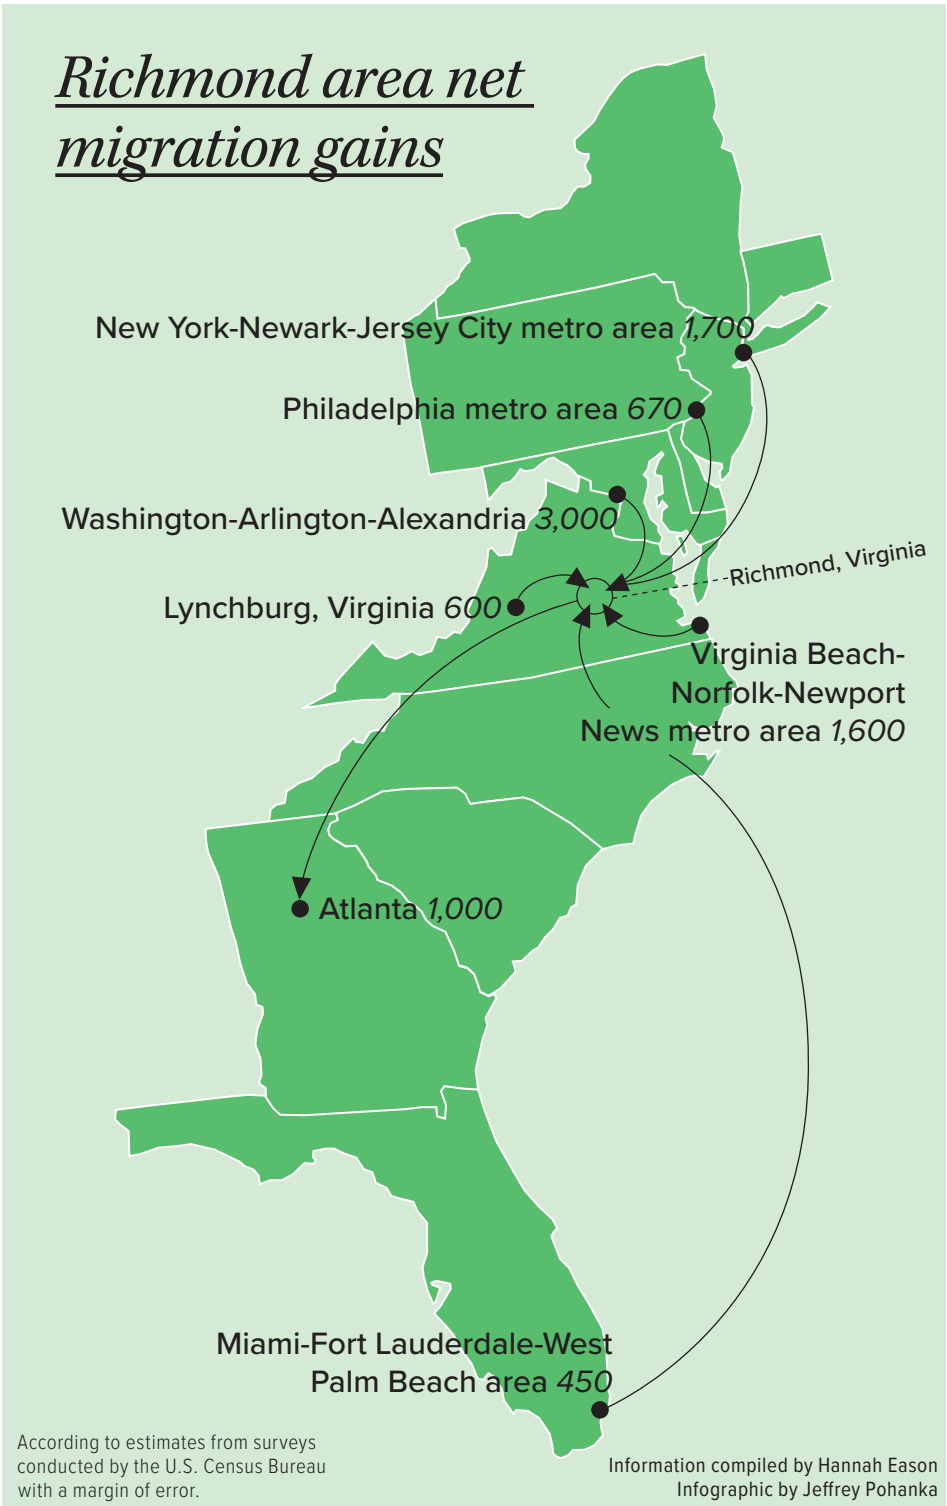 Richmond area net
migration gains
New York-Newark-Jersey City metro area 1,700
Philadelphia metro area 670
Washington-Arlington-Alexandria 3,000
Richmond, Virginia
Lynchburg, Virginia 600
Virginia Beach-
Norfolk-Newport
News metro area 1,600
Atlanta 1,000
Miami-Fort Lauderdale-West
Palm Beach area 450
According to estimates from surveys
conducted by the U.S. Census Bureau
with a margin of error.
Information compiled by Hannah Eason
Infographic by Jeffrey Pohanka